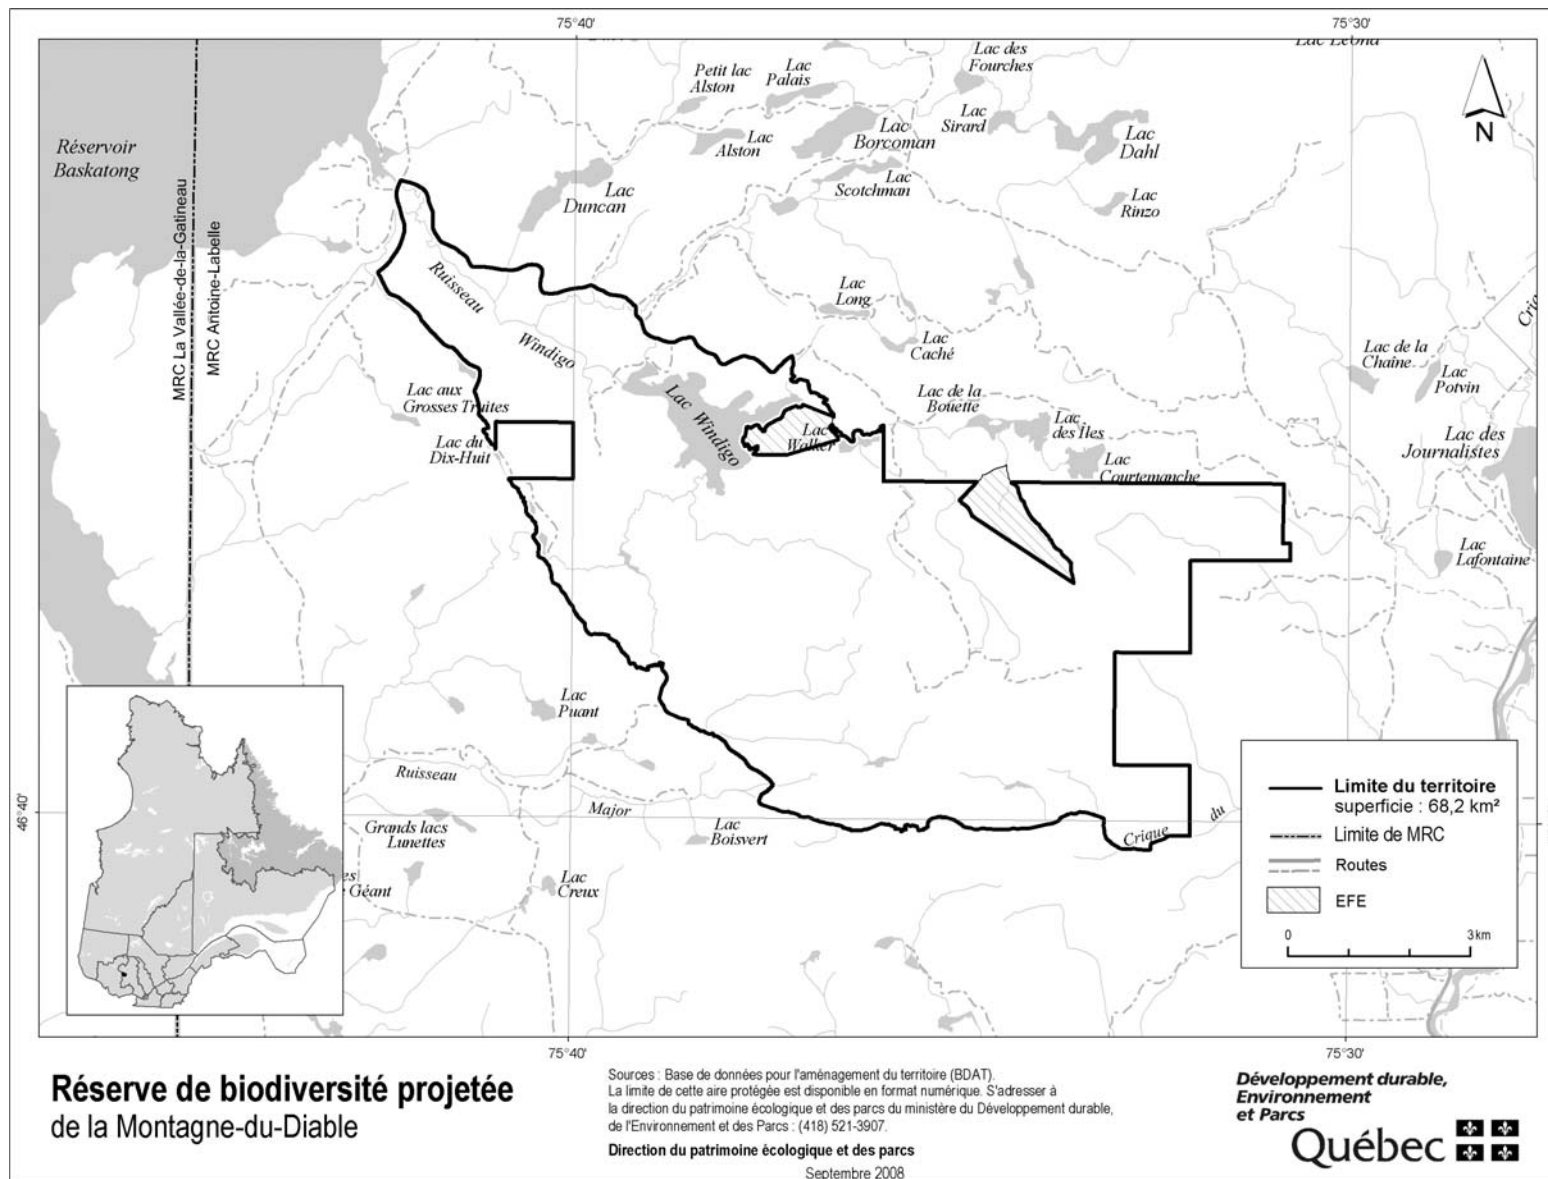 75°40'
75°30'
Lac Léona
Lac des
Fourches
Petit lac
Alston
Lac
Palais
Lac
Sirard
Lac
Dahl
Lac
Borcoman
Lac
Alston
Réservoir
Baskatong
N
Lac
Scotchman
Lac
Duncan
Lac
Rinzo
MRC La Vallée-de-la-Gatineau
MRC Antoine-Labelle
Ruisseau
Windigo
Lac
Long
Lac
Caché
Lac de la
Chaîne
Lac
Potvin
Lac aux
Grosses Truites
Lac Windigo
Lac de la
Bouette
Lac
des Îles
Lac
Walker
Lac du
Dix-Huit
Lac des
Journalistes
Lac
Courtemanche
Lac
Lafontaine
Lac
Puant
Ruisseau
Major
46°40'
Grands lacs
Lunettes
Lac
Boisvert
Crique
du
Lac
Creux
Géant
Limite du territoire
superficie : 68,2 km²
Limite de MRC
Routes
EFE
0
3 km
75°40'
75°30'
Réserve de biodiversité projetée
de la Montagne-du-Diable
Sources : Base de données pour l'aménagement du territoire (BDAT).
La limite de cette aire protégée est disponible en format numérique. S'adresser à
la direction du patrimoine écologique et des parcs du ministère du Développement durable,
de l'Environnement et des Parcs : (418) 521-3907.
Direction du patrimoine écologique et des parcs
Septembre 2008
Développement durable,
Environnement
et Parcs
Québec